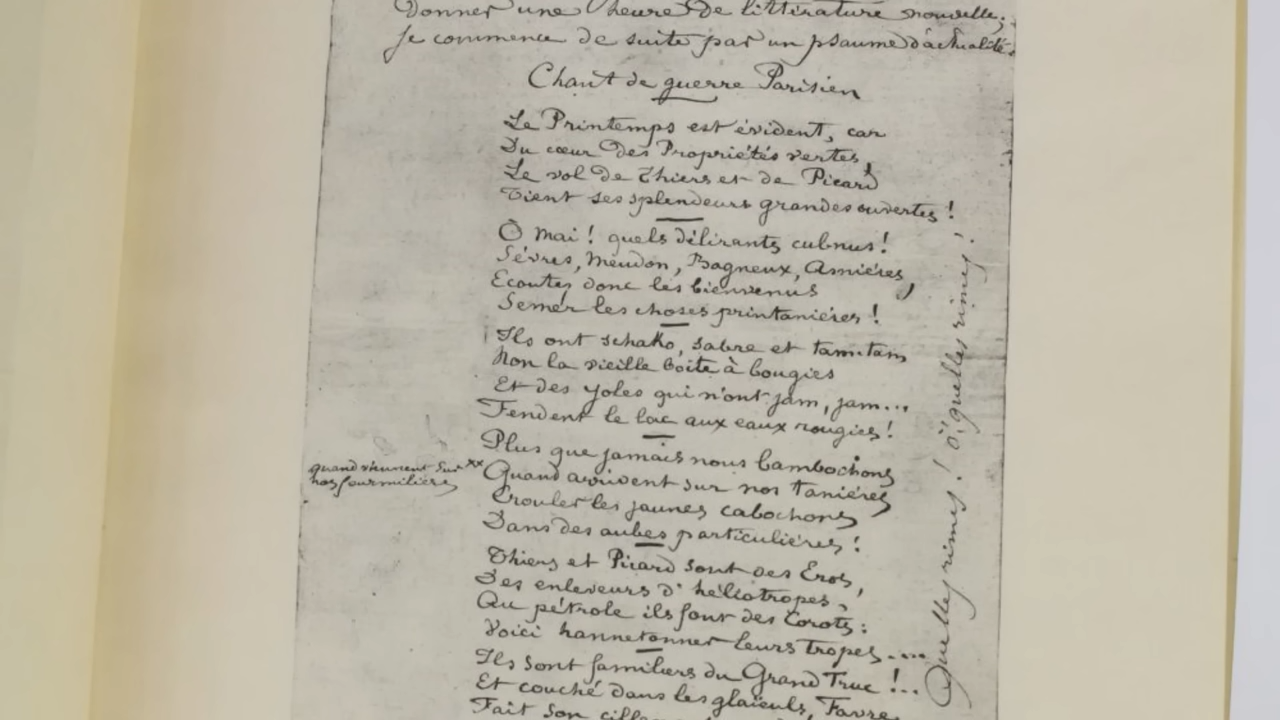 donner une heure de littérature nouvelle;
je commence de suite par un psaume d'actualité:
Chant de guerre Parisien
Le Printemps est évident, car
Du cœur des Propriétés vertes,
Le vol de Thiers et de Picard
Tient ses splendeurs grandes ouvertes!
O mai! quels délirants culs nus!
Sèvres, Meudon, Bagneux, Asnières,
Ecoutez donc les bienvenus
Semer les choses printanières!
Ils ont schako, sabre et tam-tam
Non la vieille boîte à bougies
Et des yoles qui n'ont jam, jam...
Fendent le lac aux eaux rougies!
Plus que jamais nous bambochons
quand viennent sur xx
nos fourmilières
Quand arrivent sur nos tanières
Crouler les jaunes cabochons
Dans des aubes particulières!
Thiers et Picard sont des Eros,
Des enleveurs d'héliotropes,
Au pétrole ils font des Corots:
Voici hannetonner leurs tropes....
Ils sont familiers du Grand Truc!..
Et couché dans les glaïeuls, Favre
Fait son
Quelles rimes! ô! quelles rimes!